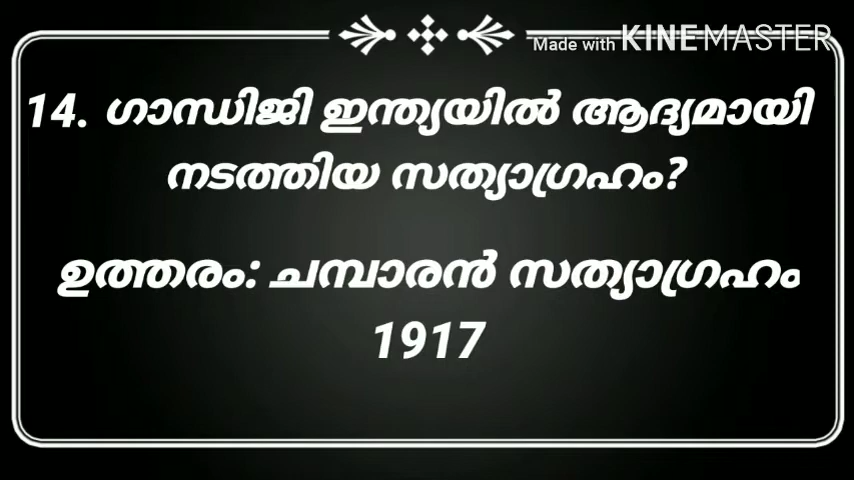 Made with KINEMASTER
14. ഗാന്ധിജി ഇന്ത്യയിൽ ആദ്യമായി
നടത്തിയ സത്യാഗ്രഹം?
ഉത്തരം: ചമ്പാരൻ സത്യാഗ്രഹം
1917